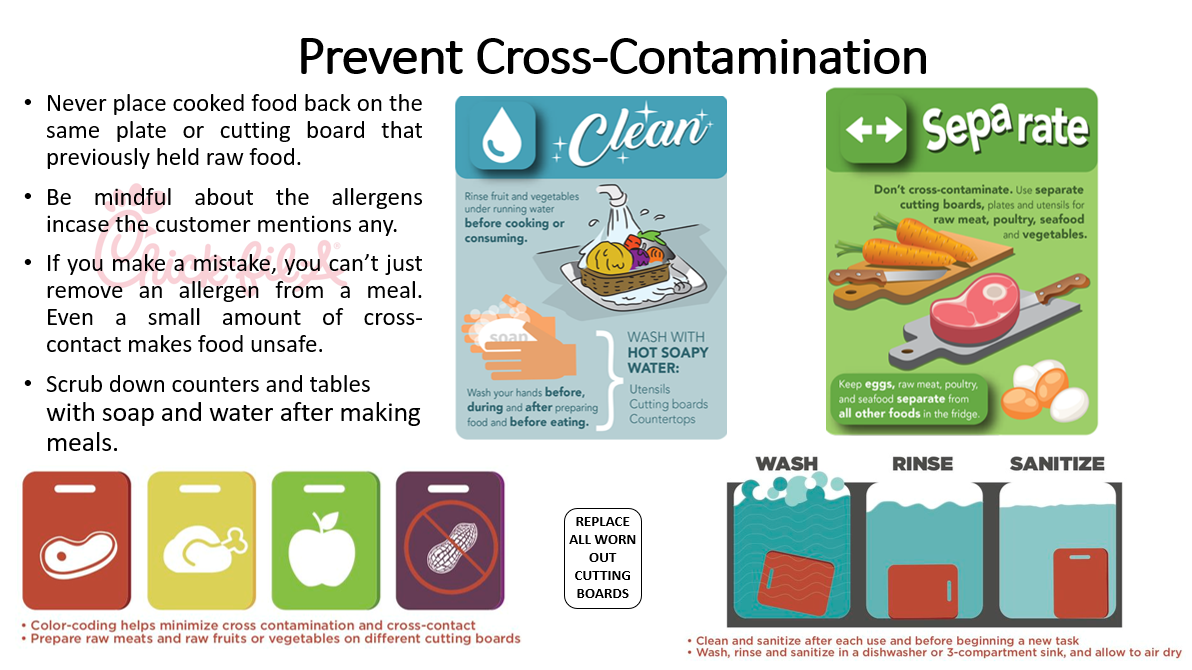 Prevent Cross-Contamination
• Never place cooked food back on the
same plate or cutting board that
previously held raw food.
• Be mindful about the allergens
incase the customer mentions any.
• If you make a mistake, you can’t just
remove an allergen from a meal.
Even a small amount of cross-
contact makes food unsafe.
• Scrub down counters and tables
with soap and water after making
meals.
Chick-fil-A®
Clean
Rinse fruit and vegetables
under running water
before cooking or
consuming.
soap
Wash your hands before,
during and after preparing
food and before eating.
WASH WITH
HOT SOAPY
WATER:
Utensils
Cutting boards
Countertops
Separate
Don’t cross-contaminate. Use separate
cutting boards, plates and utensils for
raw meat, poultry, seafood
and vegetables.
Keep eggs, raw meat, poultry,
and seafood separate from
all other foods in the fridge.
• Color-coding helps minimize cross contamination and cross-contact
• Prepare raw meats and raw fruits or vegetables on different cutting boards
REPLACE
ALL WORN
OUT
CUTTING
BOARDS
WASH RINSE SANITIZE
• Clean and sanitize after each use and before beginning a new task
• Wash, rinse and sanitize in a dishwasher or 3-compartment sink, and allow to air dry